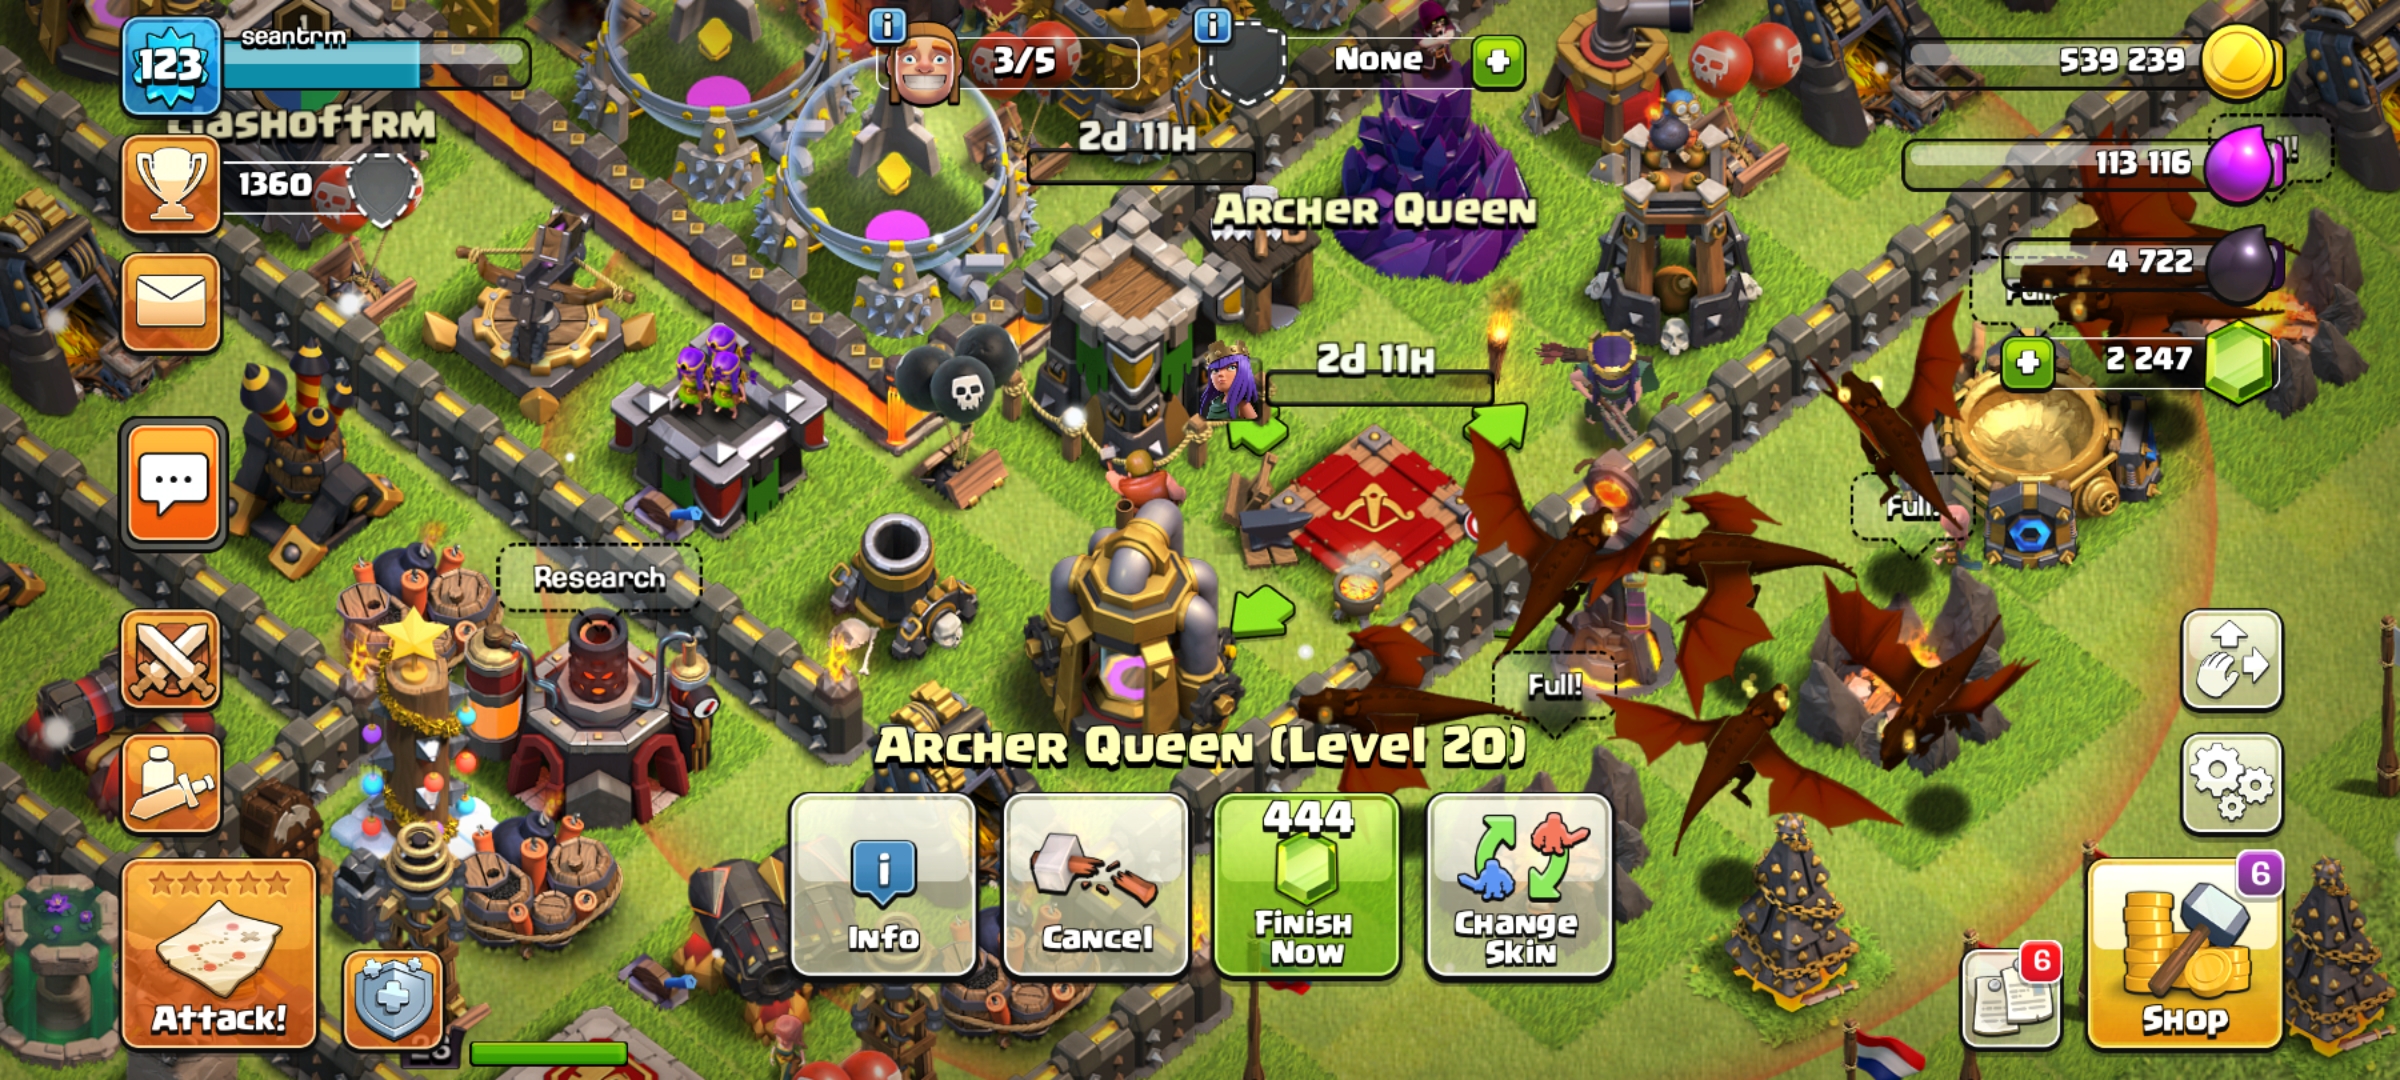 123
seantrm
ClashofTRM
1360
3/5
None
539 239
113 116
4 722
2 247
2d 11h
Archer Queen
2d 11h
Research
Full!
Full!
Archer Queen (Level 20)
Info
Cancel
444
Finish
Now
Change
Skin
Attack!
6
6
Shop